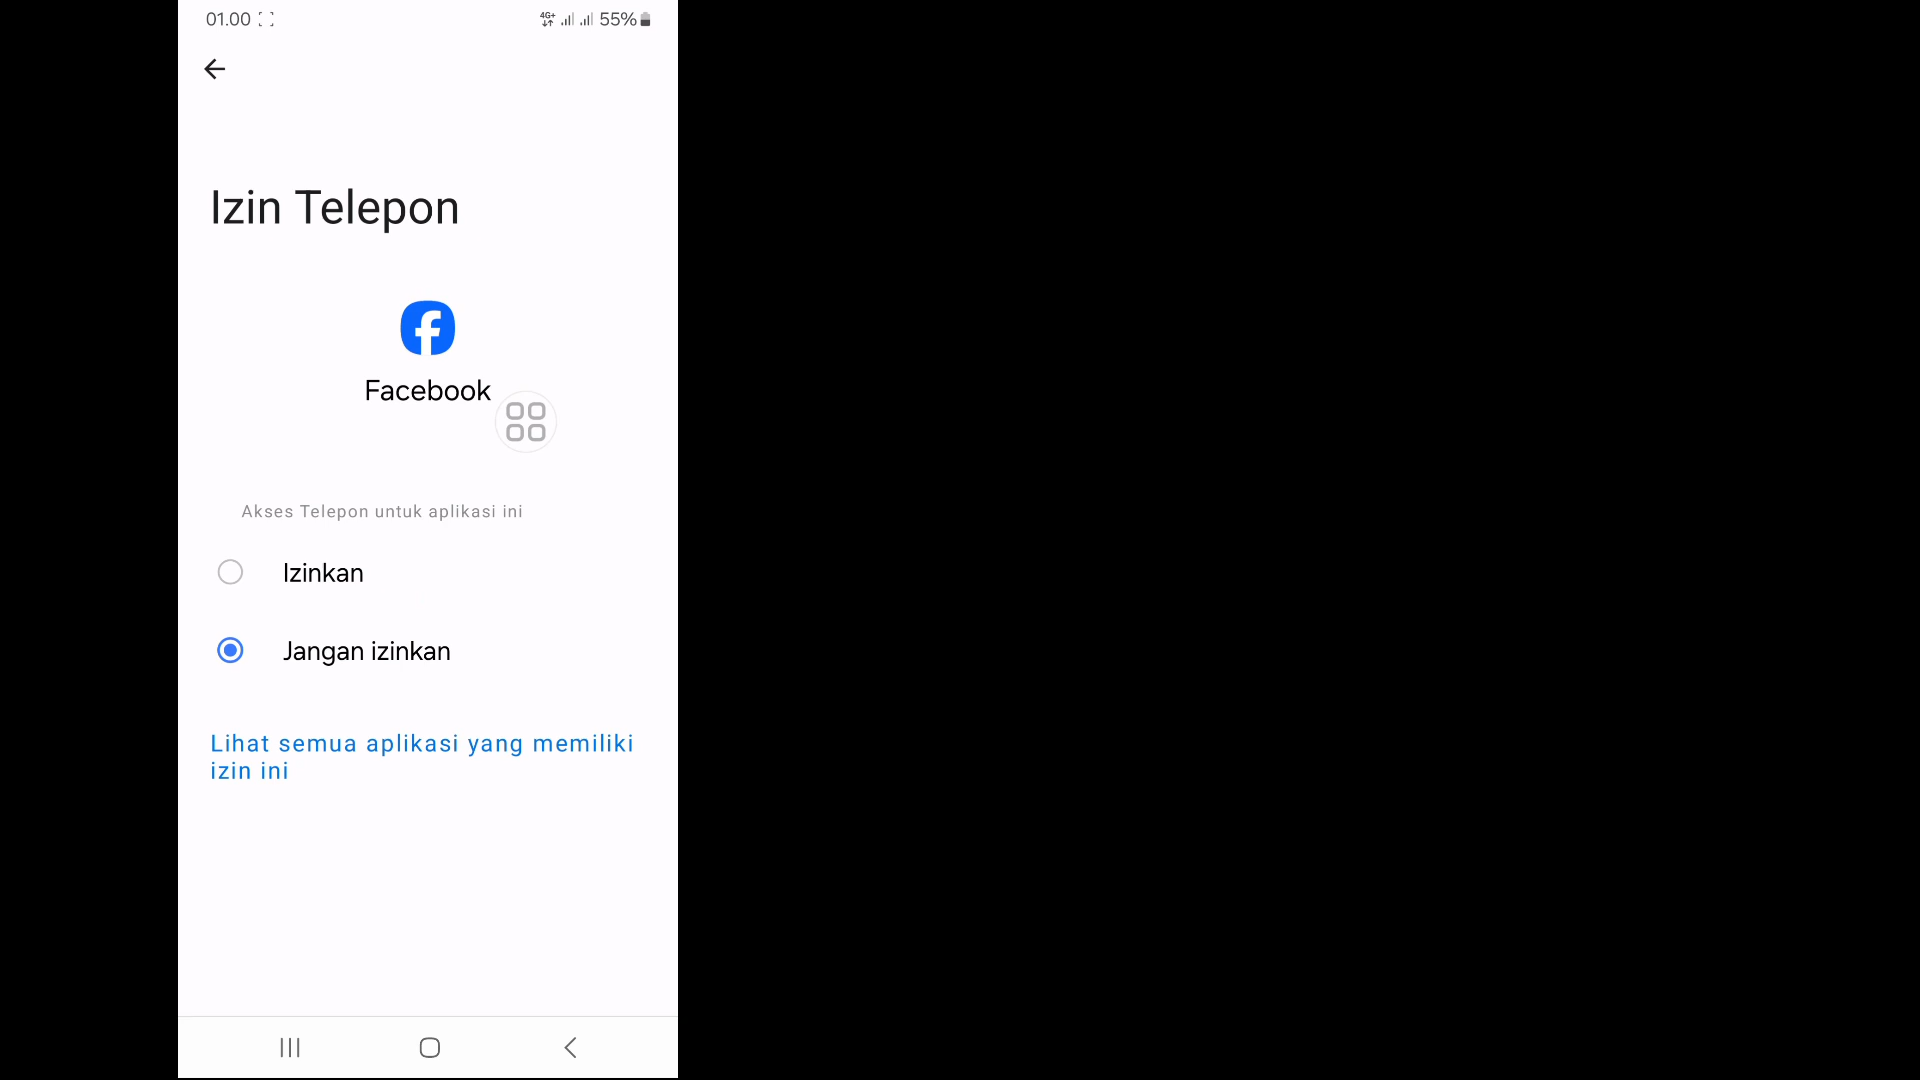 01.00
4G+ 55%
Izin Telepon
Facebook
Akses Telepon untuk aplikasi ini
Izinkan
Jangan izinkan
Lihat semua aplikasi yang memiliki
izin ini